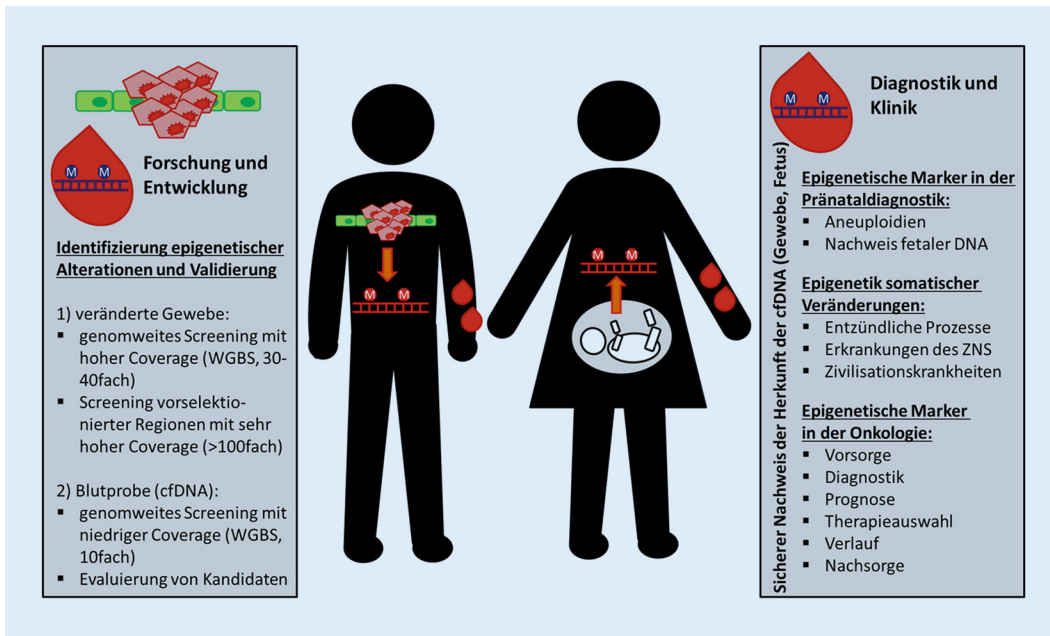 Forschung und
Entwicklung
M M
Identifizierung epigenetischer
Alterationen und Validierung
1) veränderte Gewebe:
▪ genomweites Screening mit
hoher Coverage (WGBS, 30-
40fach)
▪ Screening vorselektio-
nierter Regionen mit sehr
hoher Coverage (>100fach)
2) Blutprobe (cfDNA):
▪ genomweites Screening mit
niedriger Coverage (WGBS,
10fach)
▪ Evaluierung von Kandidaten
M M
M M
Sicherer Nachweis der Herkunft der cfDNA (Gewebe, Fetus)
M M
Diagnostik und
Klinik
Epigenetische Marker in der
Pränataldiagnostik:
▪ Aneuploidien
▪ Nachweis fetaler DNA
Epigenetik somatischer
Veränderungen:
▪ Entzündliche Prozesse
▪ Erkrankungen des ZNS
▪ Zivilisationskrankheiten
Epigenetische Marker
in der Onkologie:
▪ Vorsorge
▪ Diagnostik
▪ Prognose
▪ Therapieauswahl
▪ Verlauf
▪ Nachsorge